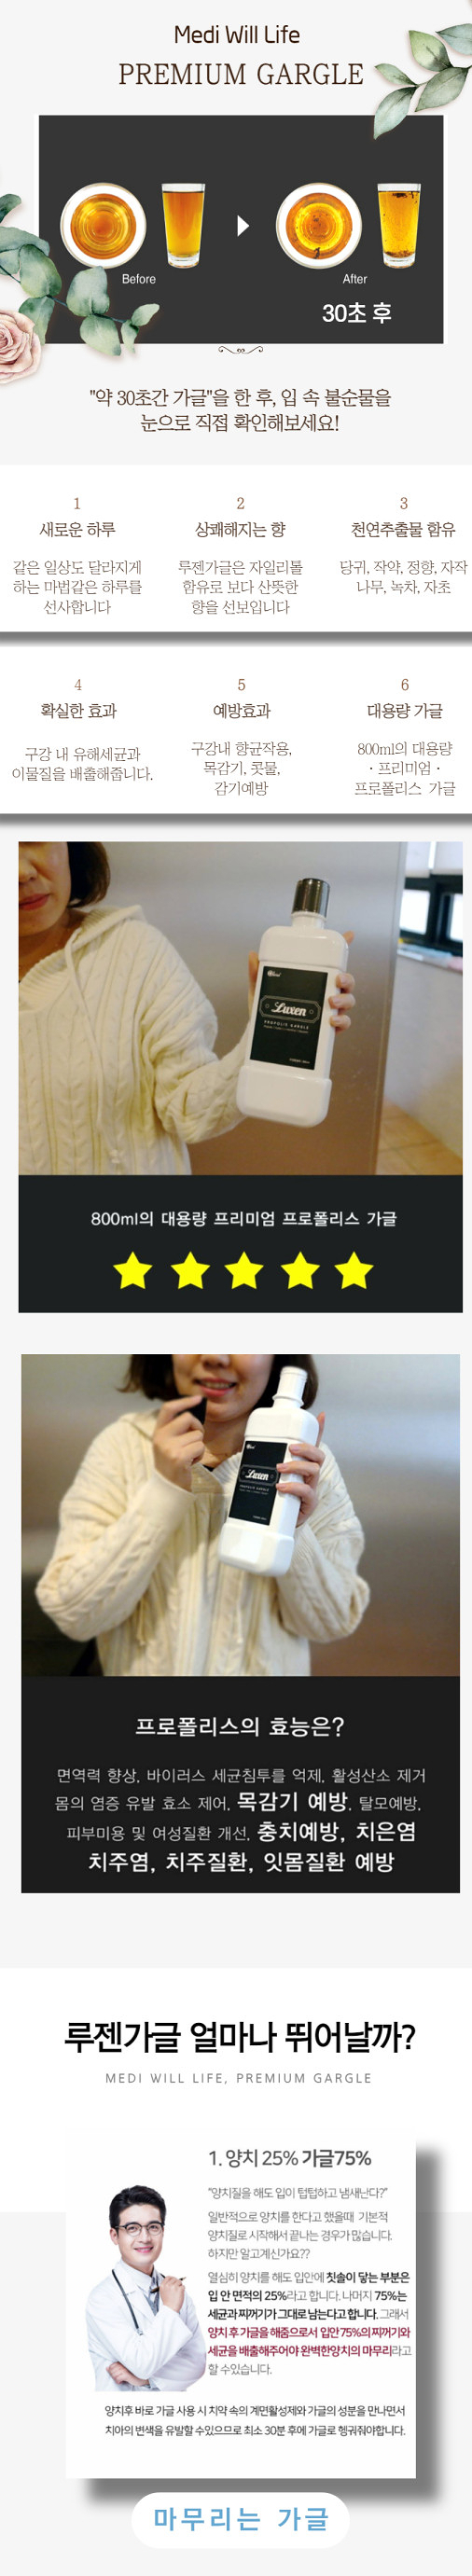 Medi Will Life
PREMIUM GARGLE
Before
After
30초 후
"약 30초간 가글"을 한 후, 입 속 불순물을
눈으로 직접 확인해보세요!
1
새로운 하루
같은 일상도 달라지게
하는 마법같은 하루를
선사합니다
2
상쾌해지는 향
루젠가글은 자일리톨
함유로 보다 산뜻한
향을 선보입니다
3
천연추출물 함유
당귀, 작약, 정향, 자작
나무, 녹차, 자초
4
확실한 효과
구강 내 유해세균과
이물질을 배출해줍니다.
5
예방효과
구강내 향균작용,
목감기, 콧물,
감기예방
6
대용량 가글
800ml의 대용량
· 프리미엄 ·
프로폴리스 가글
Luxen
PROPOLIS GARGLE
800ml의 대용량 프리미엄 프로폴리스 가글
Luxen
PROPOLIS GARGLE
프로폴리스의 효능은?
면역력 향상, 바이러스 세균침투를 억제, 활성산소 제거
몸의 염증 유발 효소 제어, 목감기 예방, 탈모예방,
피부미용 및 여성질환 개선, 충치예방, 치은염
치주염, 치주질환, 잇몸질환 예방
루젠가글 얼마나 뛰어날까?
MEDI WILL LIFE, PREMIUM GARGLE
1. 양치 25% 가글75%
"양치질을 해도 입이 텁텁하고 냄새난다?"
일반적으로 양치를 한다고 했을때 기본적
양치질로 시작해서 끝나는 경우가 많습니다.
하지만 알고계신가요??
열심히 양치를 해도 입안에 칫솔이 닿는 부분은
입 안 면적의 25%라고 합니다. 나머지 75%는
세균과 찌꺼기가 그대로 남는다고 합니다. 그래서
양치 후 가글을 해줌으로서 입안 75%의 찌꺼기와
세균을 배출해주어야 완벽한양치의 마무리라고
할 수있습니다.
양치후 바로 가글 사용 시 치약 속의 계면활성제와 가글의 성분을 만나면서
치아의 변색을 유발할 수있으므로 최소 30분 후에 가글로 헹궈줘야합니다.
마무리는 가글